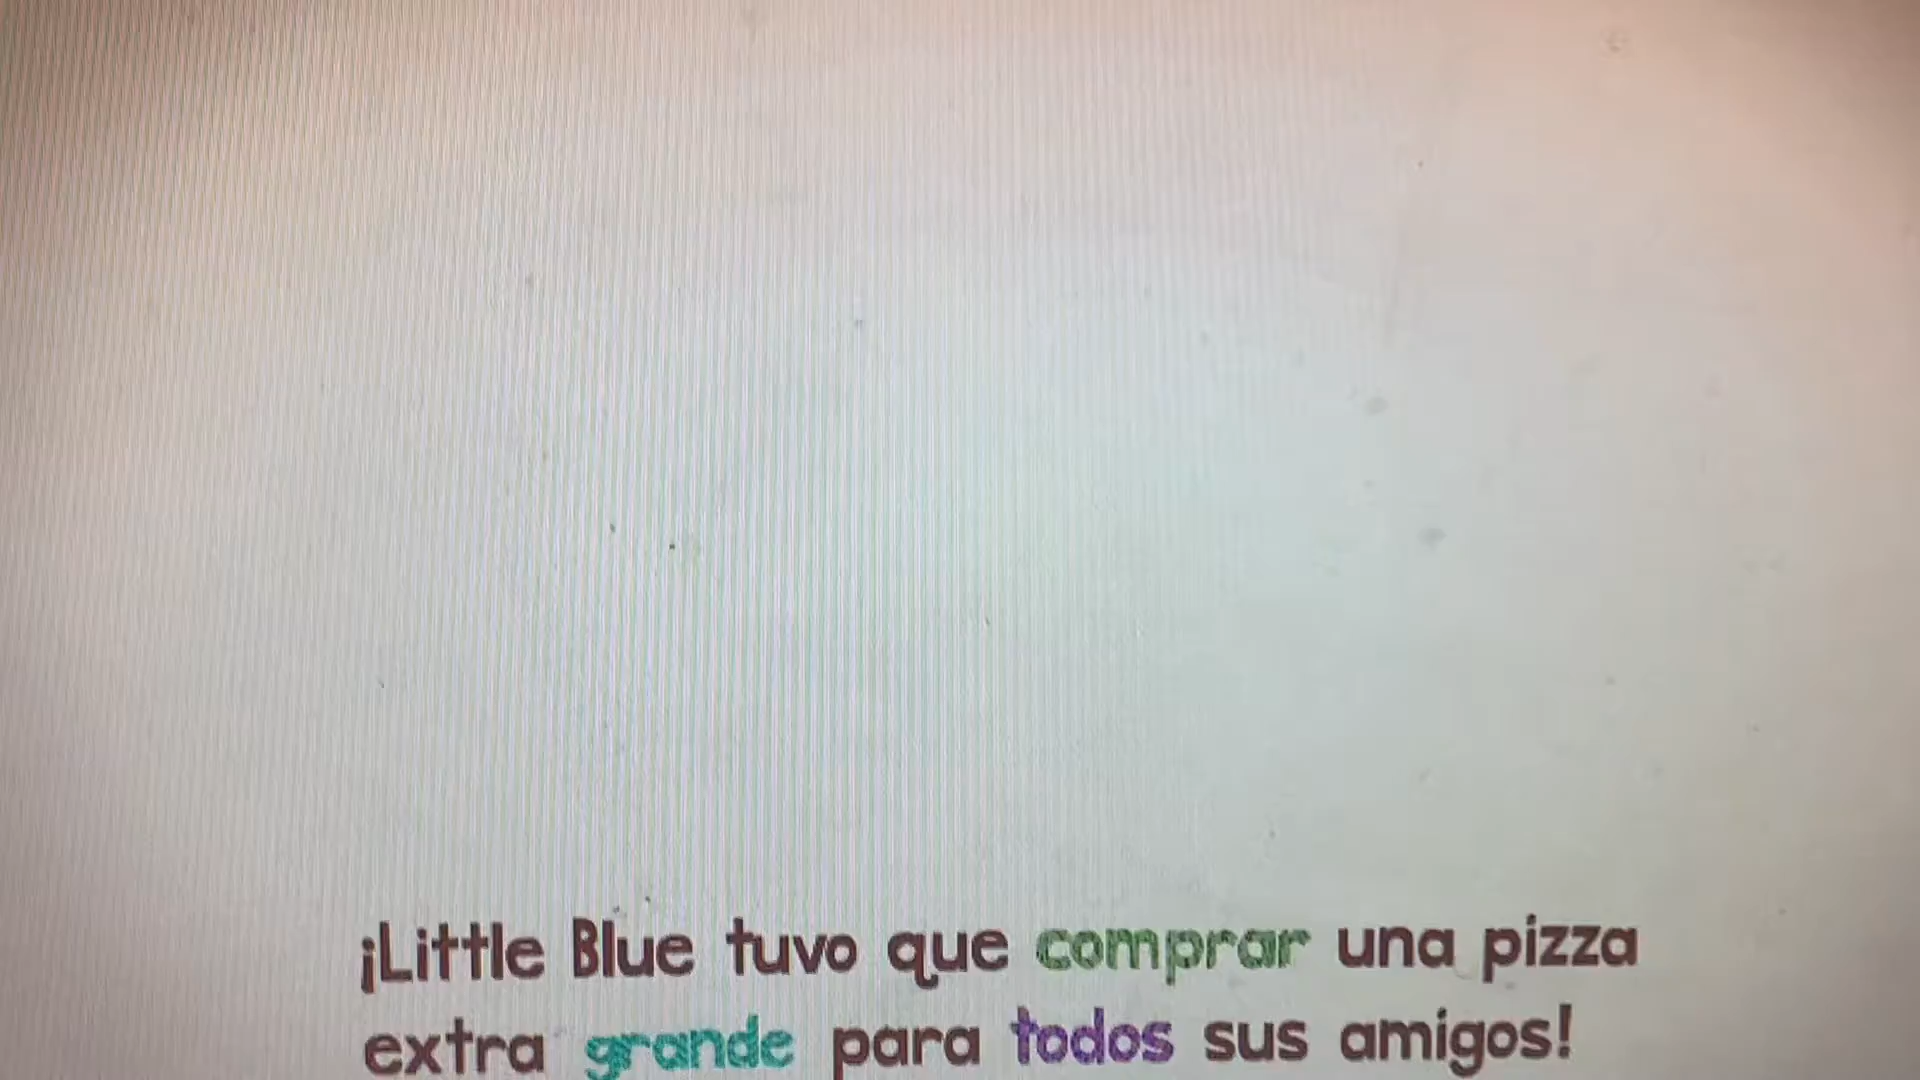 ¡Little Blue tuvo que comprar una pizza
extra grande para todos sus amigos!